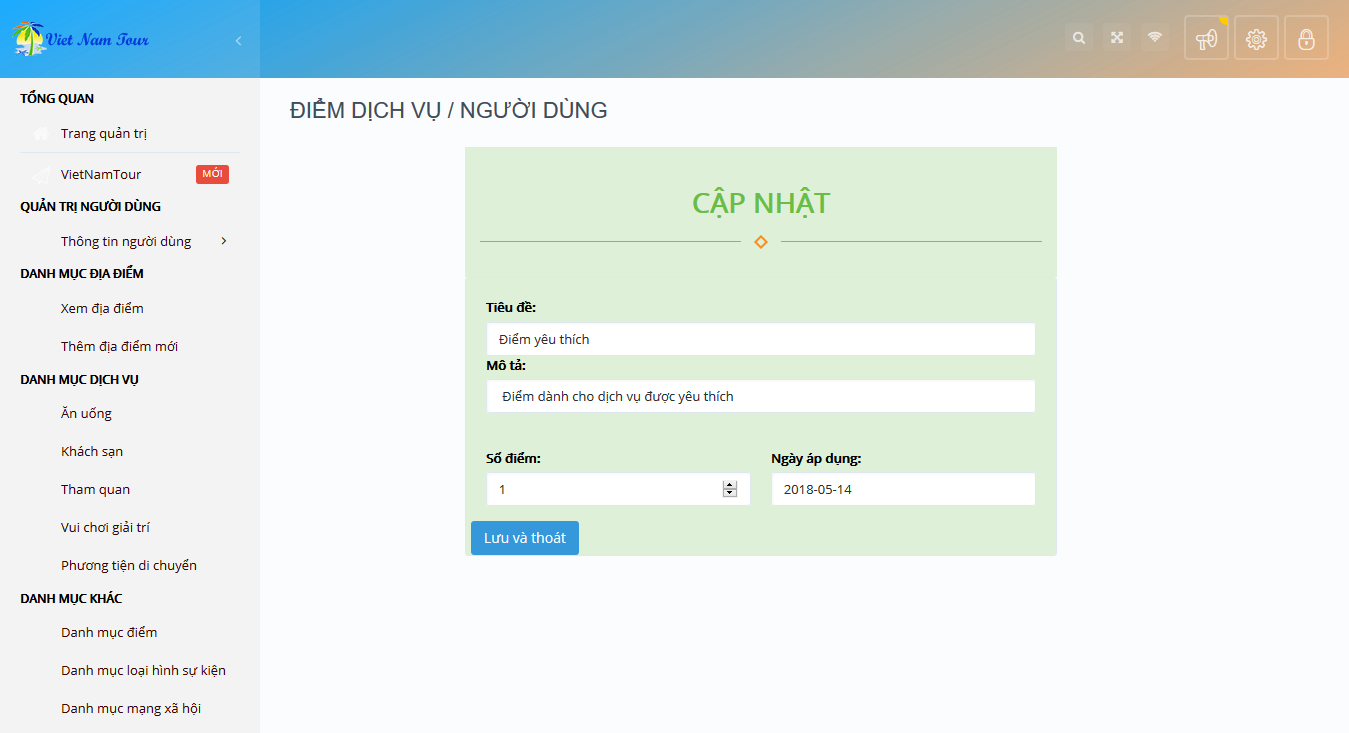 Viet Nam Tour
TỔNG QUAN
Trang quản trị
VietNamTour MỚI
QUẢN TRỊ NGƯỜI DÙNG
Thông tin người dùng
DANH MỤC ĐỊA ĐIỂM
Xem địa điểm
Thêm địa điểm mới
DANH MỤC DỊCH VỤ
Ăn uống
Khách sạn
Tham quan
Vui chơi giải trí
Phương tiện di chuyển
DANH MỤC KHÁC
Danh mục điểm
Danh mục loại hình sự kiện
Danh mục mạng xã hội
ĐIỂM DỊCH VỤ / NGƯỜI DÙNG
CẬP NHẬT
Tiêu đề:
Điểm yêu thích
Mô tả:
Điểm dành cho dịch vụ được yêu thích
Số điểm: Ngày áp dụng:
1 2018-05-14
Lưu và thoát